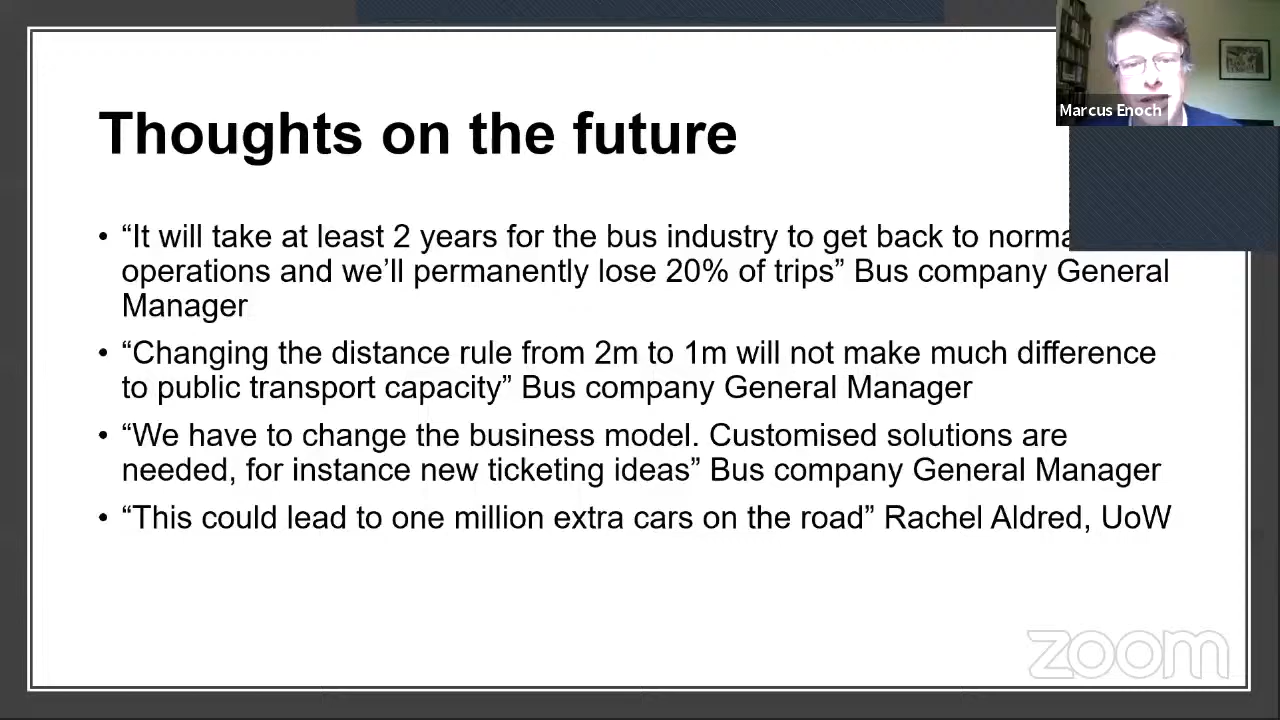 Marcus Enoch
Thoughts on the future
• “It will take at least 2 years for the bus industry to get back to
operations and we’ll permanently lose 20% of trips” Bus company General
Manager
• “Changing the distance rule from 2m to 1m will not make much difference
to public transport capacity” Bus company General Manager
• “We have to change the business model. Customised solutions are
needed, for instance new ticketing ideas” Bus company General Manager
• “This could lead to one million extra cars on the road” Rachel Aldred, UoW
zoom